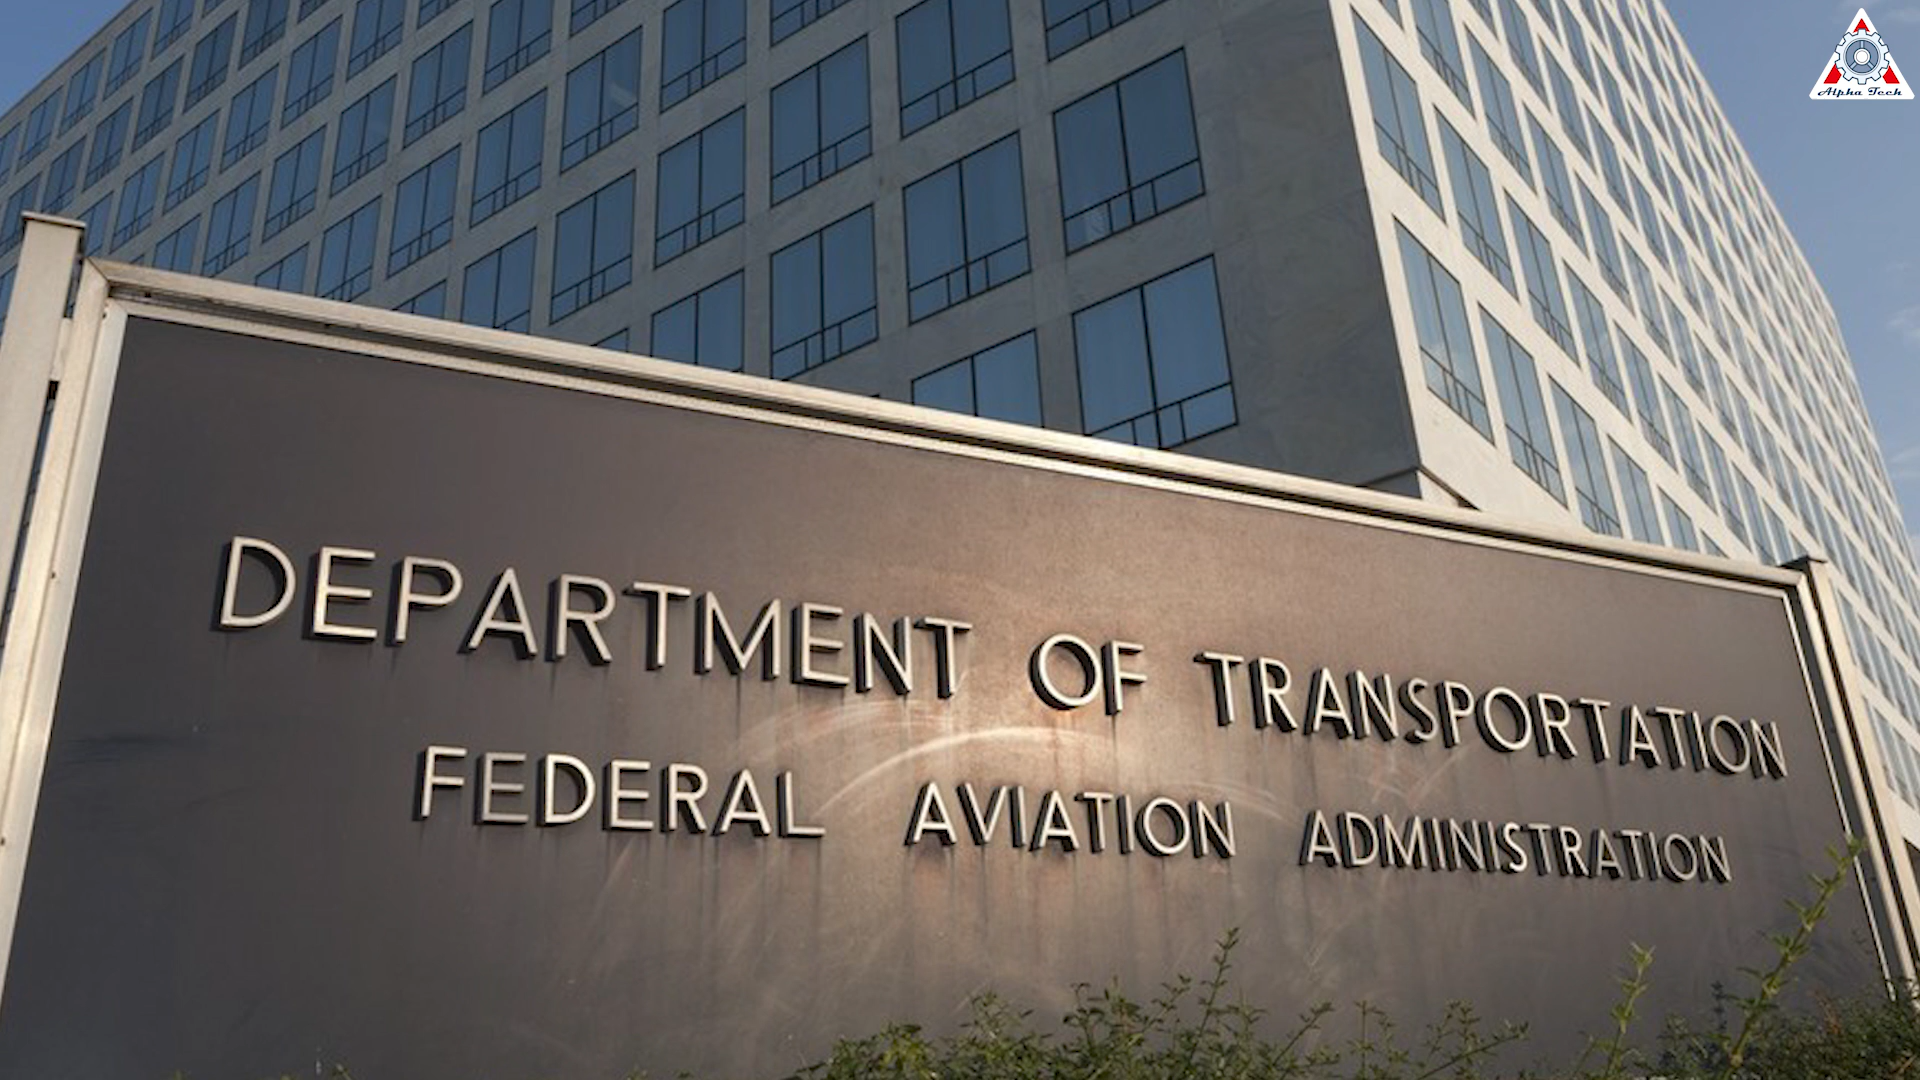 Alpha Tech
DEPARTMENT OF TRANSPORTATION
FEDERAL AVIATION ADMINISTRATION